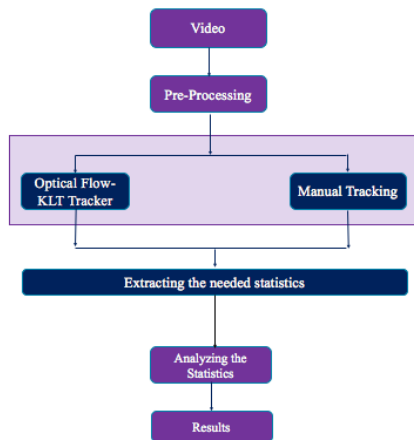 Video
Pre-Processing
Optical Flow-
KLT Tracker
Manual Tracking
Extracting the needed statistics
Analyzing the
Statistics
Results